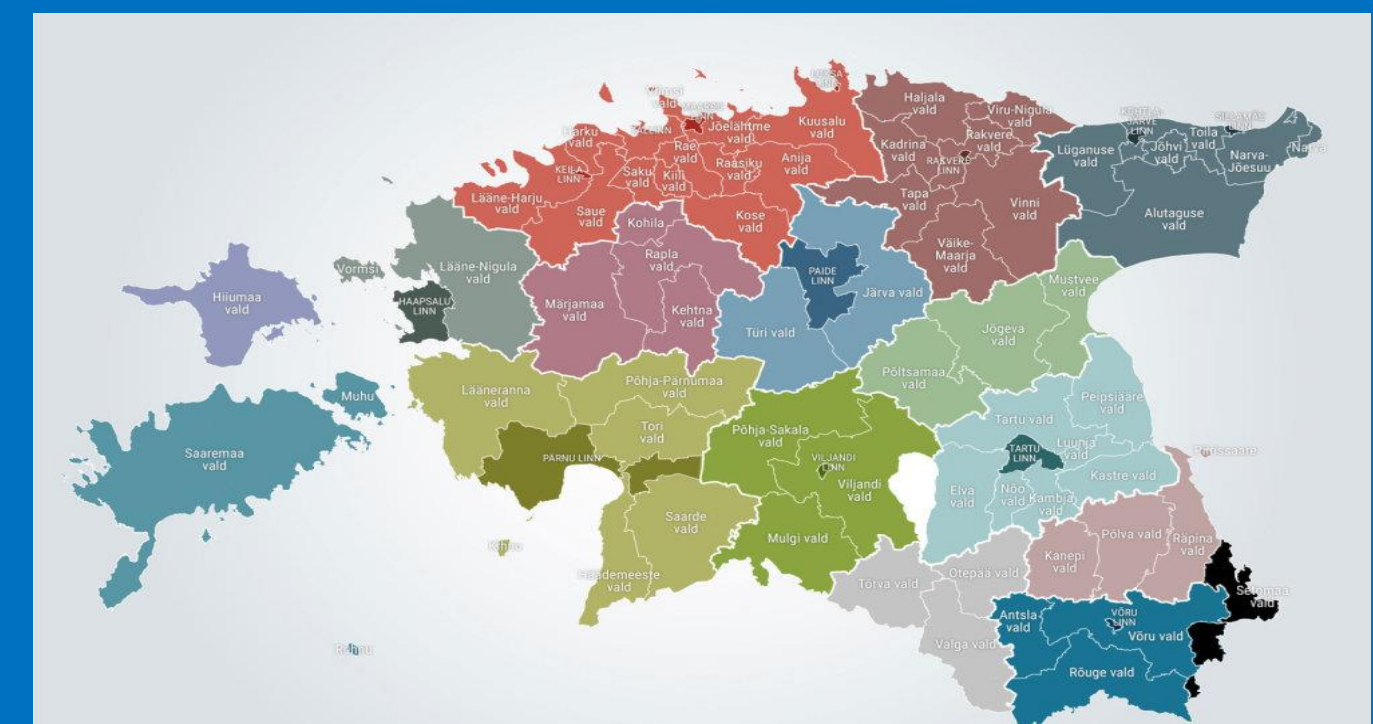 LOKSA
LINN
Viimsi
vald
MAARDU
LINN
TALLINN
Harku
vald
Jõelähtme
vald
Kuusalu
vald
Rae
vald
Raasiku
vald
Anija
vald
KEILA
LINN
Saku
vald
Kiili
vald
Lääne-Harju
vald
Saue
vald
Kose
vald
Haljala
vald
Viru-Nigula
vald
Kadrina
vald
RAKVERE
LINN
Rakvere
vald
Tapa
vald
Vinni
vald
Väike-
Maarja
vald
KOHTLA-
JÄRVE
LINN
SILLAMÄE
LINN
Lüganuse
vald
Jõhvi
vald
Toila
vald
Narva-
Jõesuu
Narva
Alutaguse
vald
Kohila
Rapla
vald
Märjamaa
vald
Kehtna
vald
Vormsi
Lääne-Nigula
vald
HAAPSALU
LINN
Hiiumaa
vald
PAIDE
LINN
Järva vald
Türi vald
Mustvee
vald
Jõgeva
vald
Põltsamaa
vald
Muhu
Saaremaa
vald
Lääneranna
vald
Põhja-Pärnumaa
vald
Tori
vald
PÄRNU LINN
Saarde
vald
Häädemeeste
vald
Kihnu
Ruhnu
Põhja-Sakala
vald
VILJANDI
LINN
Viljandi
vald
Mulgi vald
Peipsiääre
vald
Tartu vald
TARTU
LINN
Luunja
vald
Kastre vald
Elva
vald
Nõo
vald
Kambja
vald
Piirissaare
Põlva vald
Räpina
vald
Kanepi
vald
Otepää vald
Tõrva vald
Valga vald
Setomaa
vald
Antsla
vald
VÕRU
LINN
Võru vald
Rõuge vald